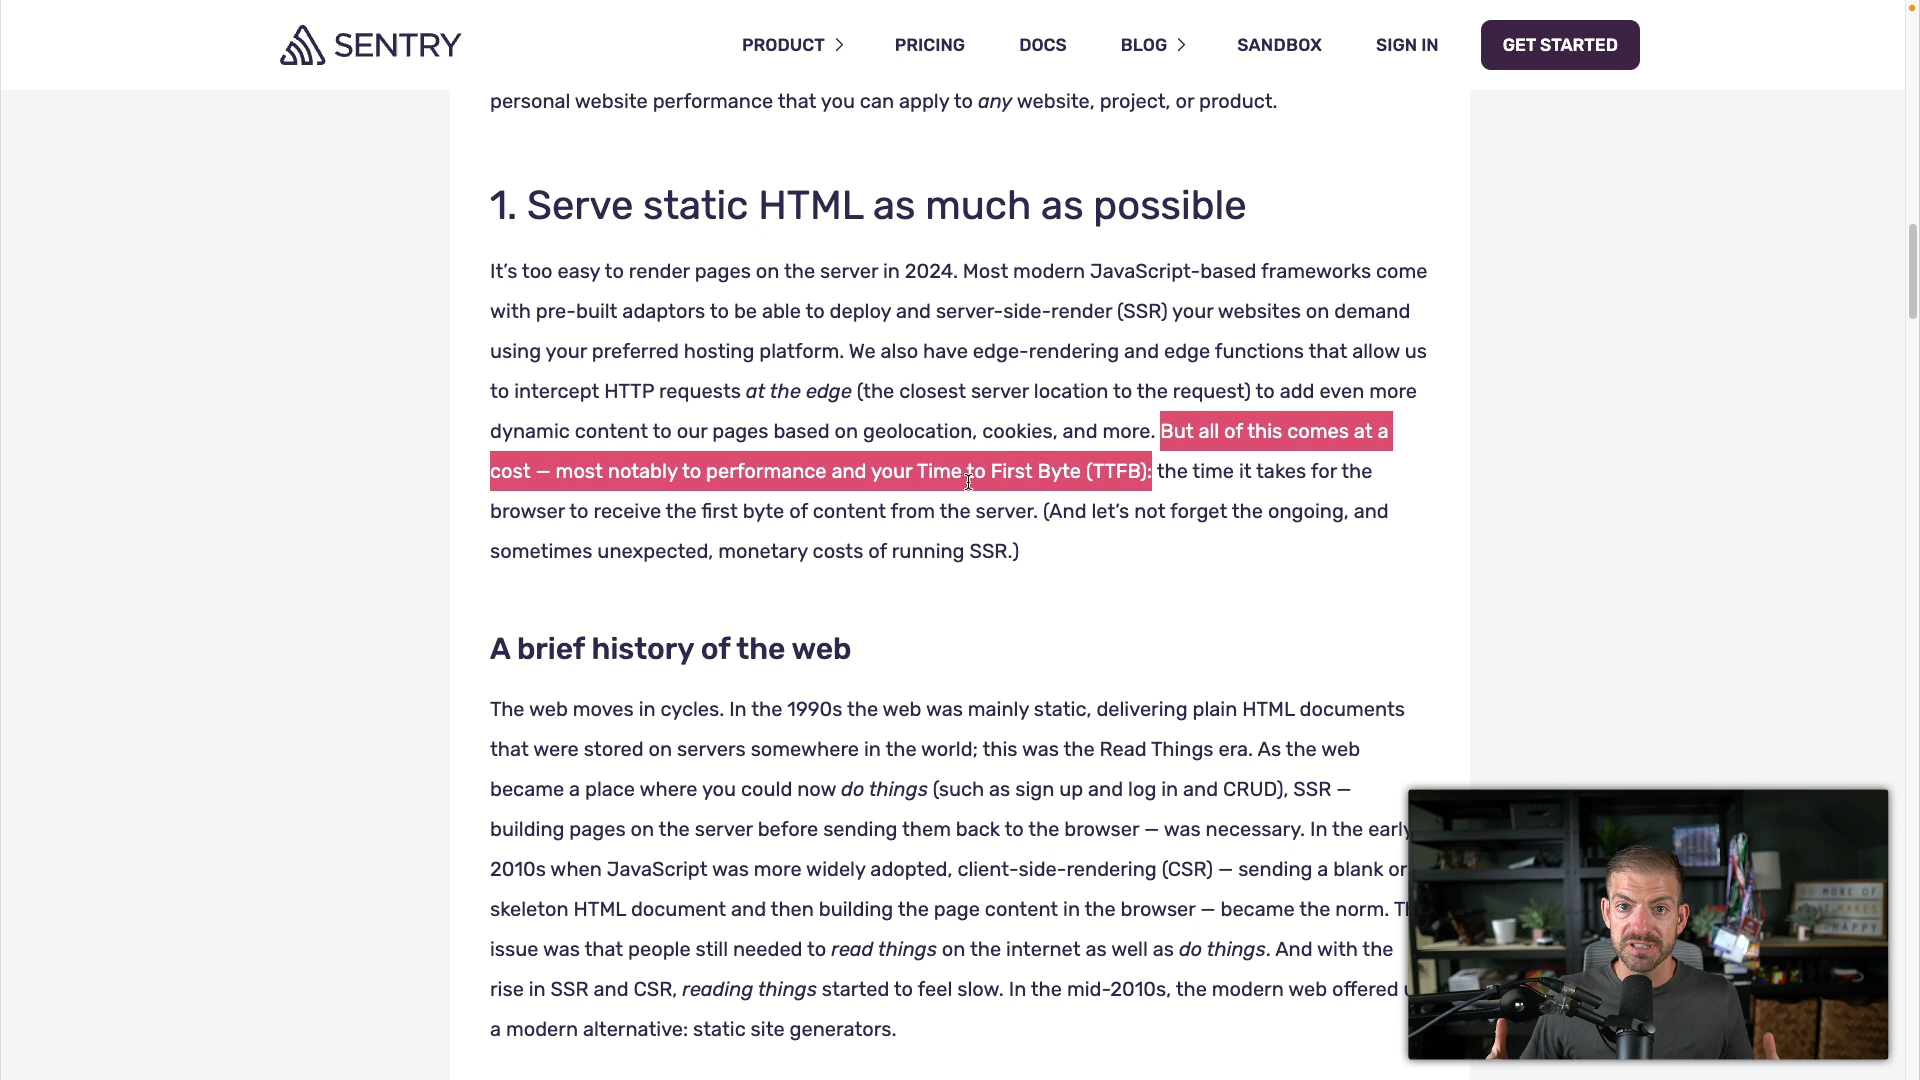 SENTRY
PRODUCT
PRICING
DOCS
BLOG
SANDBOX
SIGN IN
GET STARTED
personal website performance that you can apply to any website, project, or product.
1. Serve static HTML as much as possible
It's too easy to render pages on the server in 2024. Most modern JavaScript-based frameworks come
with pre-built adaptors to be able to deploy and server-side-render (SSR) your websites on demand
using your preferred hosting platform. We also have edge-rendering and edge functions that allow us
to intercept HTTP requests at the edge (the closest server location to the request) to add even more
dynamic content to our pages based on geolocation, cookies, and more. But all of this comes at a
cost — most notably to performance and your Time to First Byte (TTFB): the time it takes for the
browser to receive the first byte of content from the server. (And let's not forget the ongoing, and
sometimes unexpected, monetary costs of running SSR.)
A brief history of the web
The web moves in cycles. In the 1990s the web was mainly static, delivering plain HTML documents
that were stored on servers somewhere in the world; this was the Read Things era. As the web
became a place where you could now do things (such as sign up and log in and CRUD), SSR —
building pages on the server before sending them back to the browser — was necessary. In the early
2010s when JavaScript was more widely adopted, client-side-rendering (CSR) — sending a blank or
skeleton HTML document and then building the page content in the browser — became the norm.
issue was that people still needed to read things on the internet as well as do things. And with the
rise in SSR and CSR, reading things started to feel slow. In the mid-2010s, the modern web offered
a modern alternative: static site generators.
MORE OF
MAKES
HAPPY